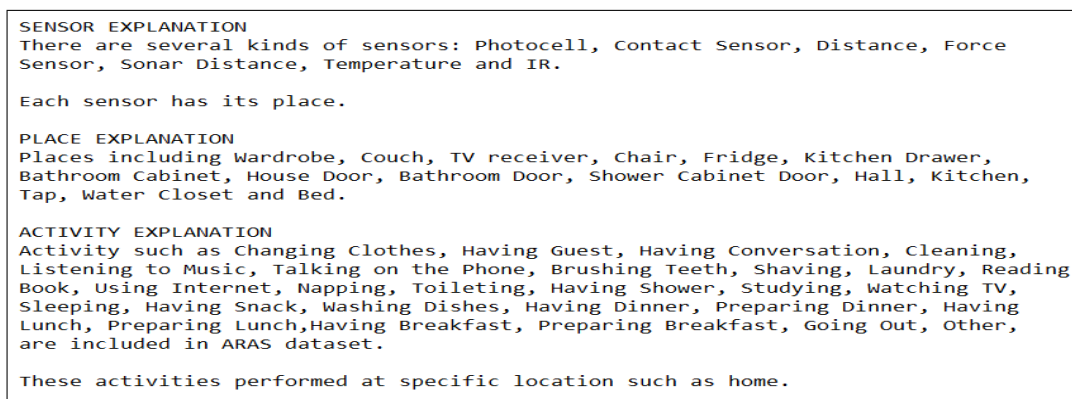 SENSOR EXPLANATION
There are several kinds of sensors: Photocell, Contact Sensor, Distance, Force
Sensor, Sonar Distance, Temperature and IR.
Each sensor has its place.
PLACE EXPLANATION
Places including Wardrobe, Couch, TV receiver, Chair, Fridge, Kitchen Drawer,
Bathroom Cabinet, House Door, Bathroom Door, Shower Cabinet Door, Hall, Kitchen,
Tap, Water Closet and Bed.
ACTIVITY EXPLANATION
Activity such as Changing Clothes, Having Guest, Having Conversation, Cleaning,
Listening to Music, Talking on the Phone, Brushing Teeth, Shaving, Laundry, Reading
Book, Using Internet, Napping, Toileting, Having Shower, Studying, Watching TV,
Sleeping, Having Snack, Washing Dishes, Having Dinner, Preparing Dinner, Having
Lunch, Preparing Lunch,Having Breakfast, Preparing Breakfast, Going Out, Other,
are included in ARAS dataset.
These activities performed at specific location such as home.